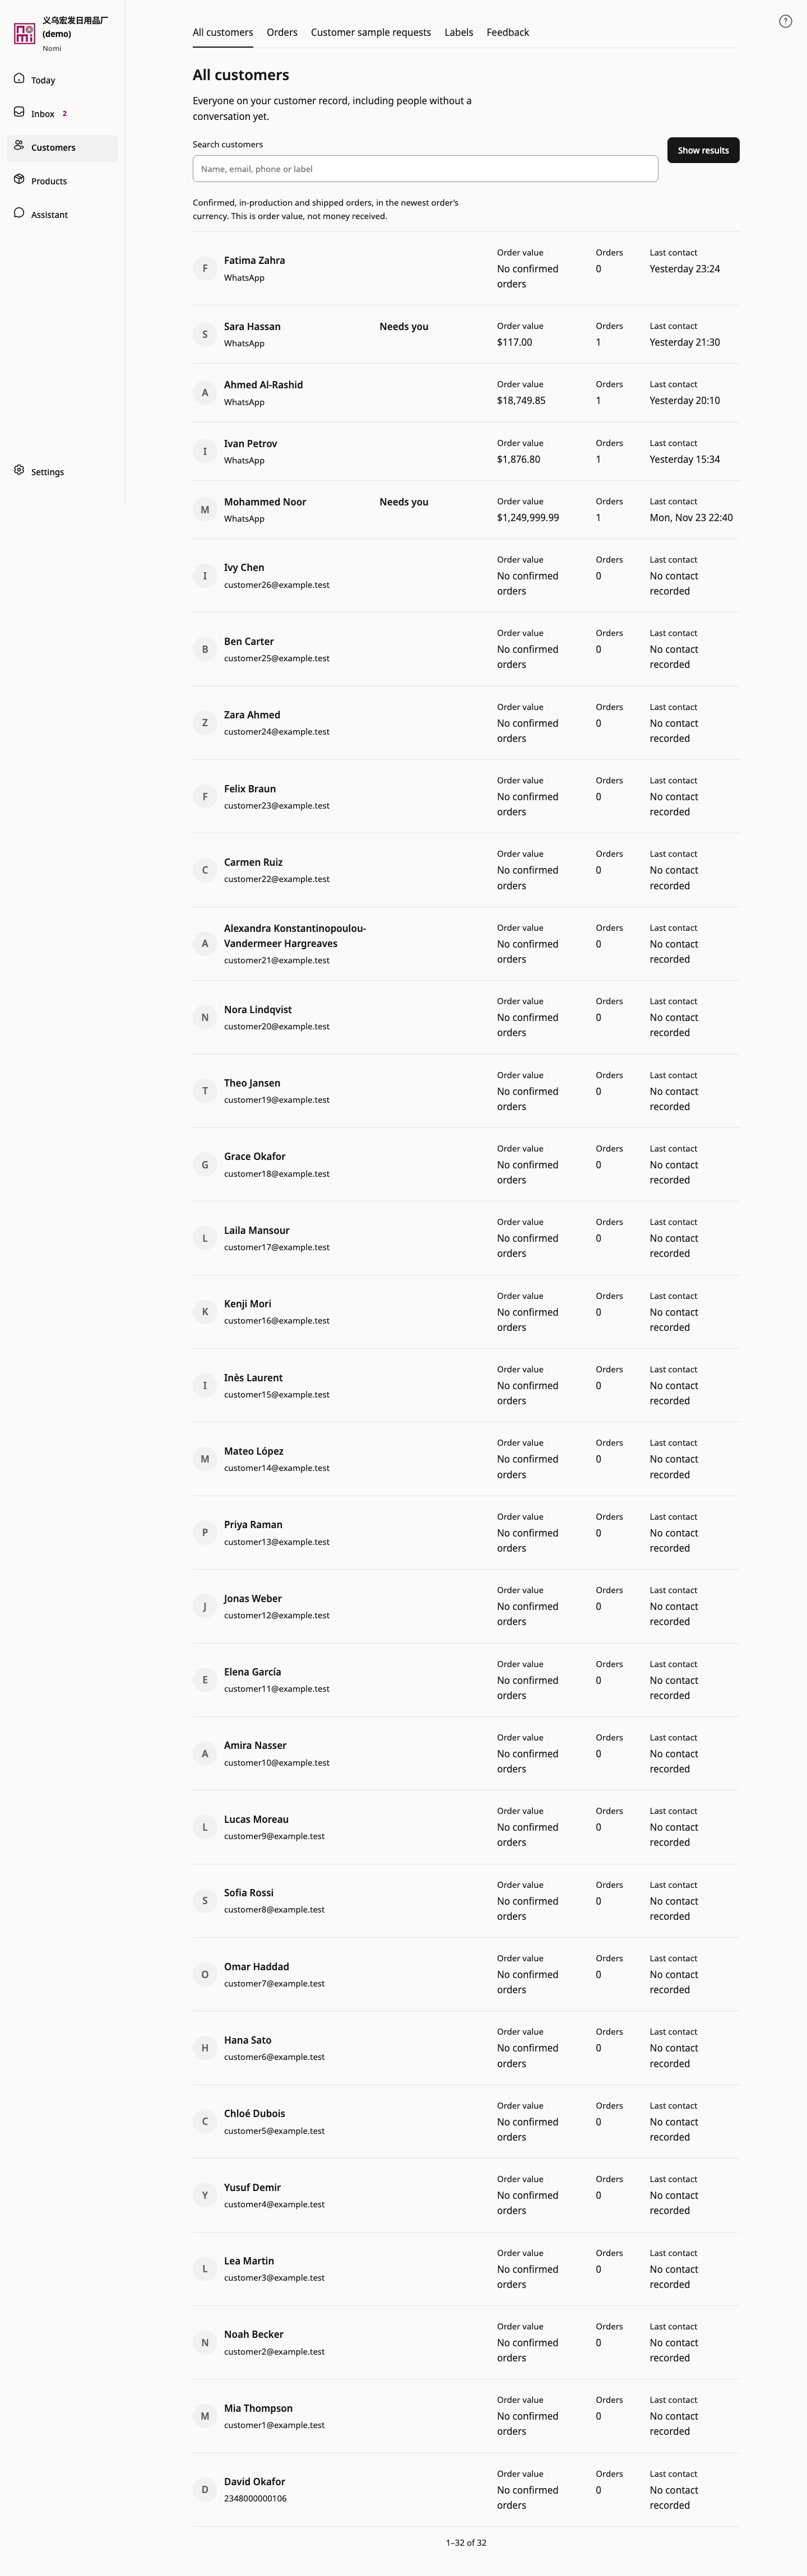 义乌宏发日用品厂
(demo)
Nomi
Today
Inbox 2
Customers
Products
Assistant
Settings
All customers Orders Customer sample requests Labels Feedback
All customers
Everyone on your customer record, including people without a
conversation yet.
Search customers
Name, email, phone or label
Show results
Confirmed, in-production and shipped orders, in the newest order's
currency. This is order value, not money received.
F
Fatima Zahra
WhatsApp
Order value Orders Last contact
No confirmed 0 Yesterday 23:24
orders
S
Sara Hassan
WhatsApp
Needs you
Order value Orders Last contact
$117.00 1 Yesterday 21:30
A
Ahmed Al-Rashid
WhatsApp
Order value Orders Last contact
$18,749.85 1 Yesterday 20:10
I
Ivan Petrov
WhatsApp
Order value Orders Last contact
$1,876.80 1 Yesterday 15:34
M
Mohammed Noor
WhatsApp
Needs you
Order value Orders Last contact
$1,249,999.99 1 Mon, Nov 23 22:40
I
Ivy Chen
customer26@example.test
Order value Orders Last contact
No confirmed 0 No contact
orders recorded
B
Ben Carter
customer25@example.test
Order value Orders Last contact
No confirmed 0 No contact
orders recorded
Z
Zara Ahmed
customer24@example.test
Order value Orders Last contact
No confirmed 0 No contact
orders recorded
F
Felix Braun
customer23@example.test
Order value Orders Last contact
No confirmed 0 No contact
orders recorded
C
Carmen Ruiz
customer22@example.test
Order value Orders Last contact
No confirmed 0 No contact
orders recorded
A
Alexandra Konstantinopoulou-
Vandermeer Hargreaves
customer21@example.test
Order value Orders Last contact
No confirmed 0 No contact
orders recorded
N
Nora Lindqvist
customer20@example.test
Order value Orders Last contact
No confirmed 0 No contact
orders recorded
T
Theo Jansen
customer19@example.test
Order value Orders Last contact
No confirmed 0 No contact
orders recorded
G
Grace Okafor
customer18@example.test
Order value Orders Last contact
No confirmed 0 No contact
orders recorded
L
Laila Mansour
customer17@example.test
Order value Orders Last contact
No confirmed 0 No contact
orders recorded
K
Kenji Mori
customer16@example.test
Order value Orders Last contact
No confirmed 0 No contact
orders recorded
I
Inès Laurent
customer15@example.test
Order value Orders Last contact
No confirmed 0 No contact
orders recorded
M
Mateo López
customer14@example.test
Order value Orders Last contact
No confirmed 0 No contact
orders recorded
P
Priya Raman
customer13@example.test
Order value Orders Last contact
No confirmed 0 No contact
orders recorded
J
Jonas Weber
customer12@example.test
Order value Orders Last contact
No confirmed 0 No contact
orders recorded
E
Elena García
customer11@example.test
Order value Orders Last contact
No confirmed 0 No contact
orders recorded
A
Amira Nasser
customer10@example.test
Order value Orders Last contact
No confirmed 0 No contact
orders recorded
L
Lucas Moreau
customer9@example.test
Order value Orders Last contact
No confirmed 0 No contact
orders recorded
S
Sofia Rossi
customer8@example.test
Order value Orders Last contact
No confirmed 0 No contact
orders recorded
O
Omar Haddad
customer7@example.test
Order value Orders Last contact
No confirmed 0 No contact
orders recorded
H
Hana Sato
customer6@example.test
Order value Orders Last contact
No confirmed 0 No contact
orders recorded
C
Chloé Dubois
customer5@example.test
Order value Orders Last contact
No confirmed 0 No contact
orders recorded
Y
Yusuf Demir
customer4@example.test
Order value Orders Last contact
No confirmed 0 No contact
orders recorded
L
Lea Martin
customer3@example.test
Order value Orders Last contact
No confirmed 0 No contact
orders recorded
N
Noah Becker
customer2@example.test
Order value Orders Last contact
No confirmed 0 No contact
orders recorded
M
Mia Thompson
customer1@example.test
Order value Orders Last contact
No confirmed 0 No contact
orders recorded
D
David Okafor
2348000000106
Order value Orders Last contact
No confirmed 0 No contact
orders recorded
1–32 of 32